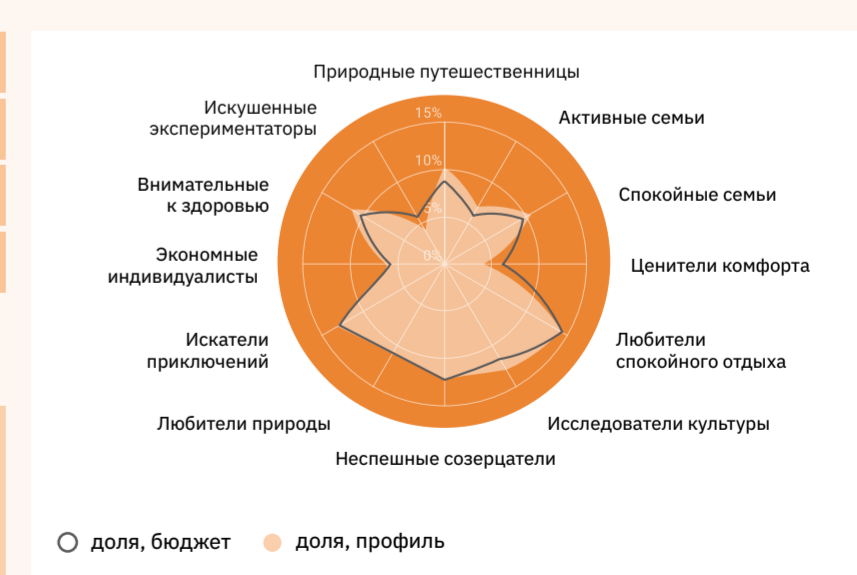 Природные путешественницы
Искушенные
экспериментаторы
15%
Активные семьи
10%
Внимательные
к здоровью
Спокойные семьи
5%
Экономные
индивидуалисты
0%
Ценители комфорта
Искатели
приключений
Любители
спокойного отдыха
Любители природы
Исследователи культуры
Неспешные созерцатели
доля, бюджет
доля, профиль